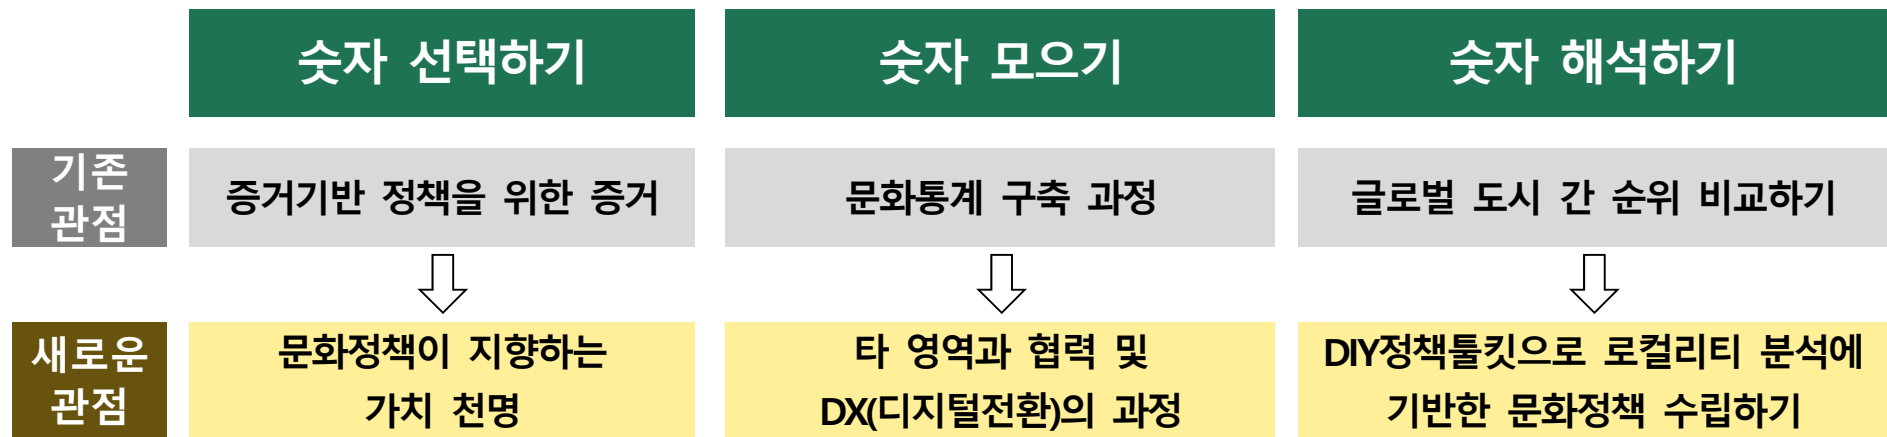 숫자 선택하기
숫자 모으기
숫자 해석하기
기존
관점
증거기반 정책을 위한 증거
문화통계 구축 과정
글로벌 도시 간 순위 비교하기
새로운
관점
문화정책이 지향하는
가치 천명
타 영역과 협력 및
DX(디지털전환)의 과정
DIY정책툴킷으로 로컬리티 분석에
기반한 문화정책 수립하기